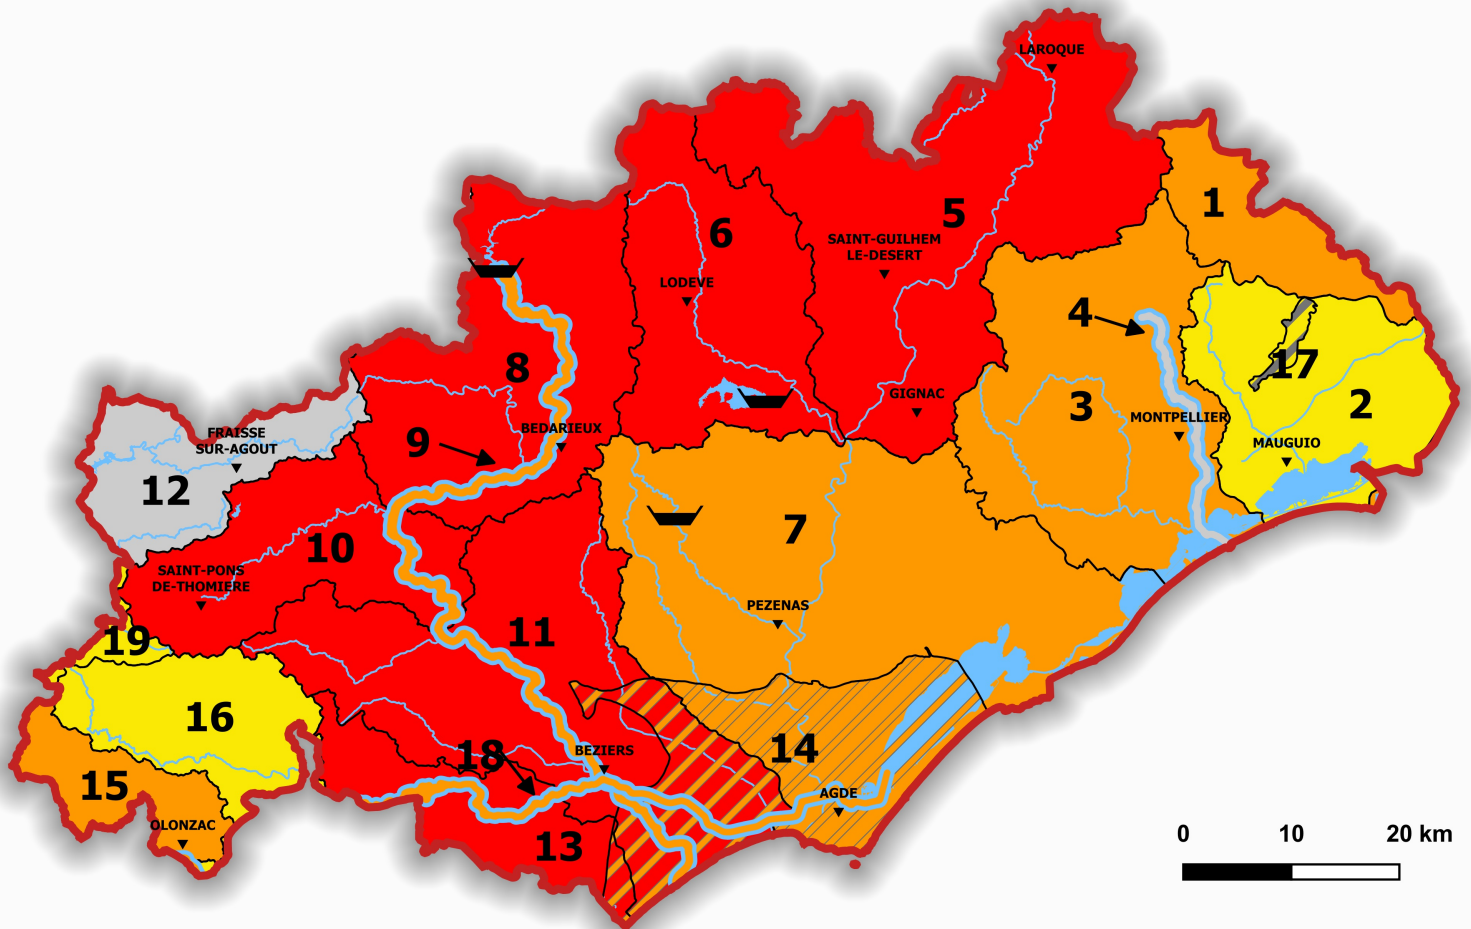 LAROQUE
1
5
6
SAINT-GUILHEM
LE-DESERT
LODEVE
4
8
17
GIGNAC
3
2
MONTPELLIER
BEDARIEUX
9
FRAISSE
SUR-AGOUT
MAUGUIO
12
7
10
SAINT-PONS
DE-THOMIERE
PEZENAS
11
19
16
14
BEZIERS
18
15
AGDE
OLONZAC
13
0 10 20 km